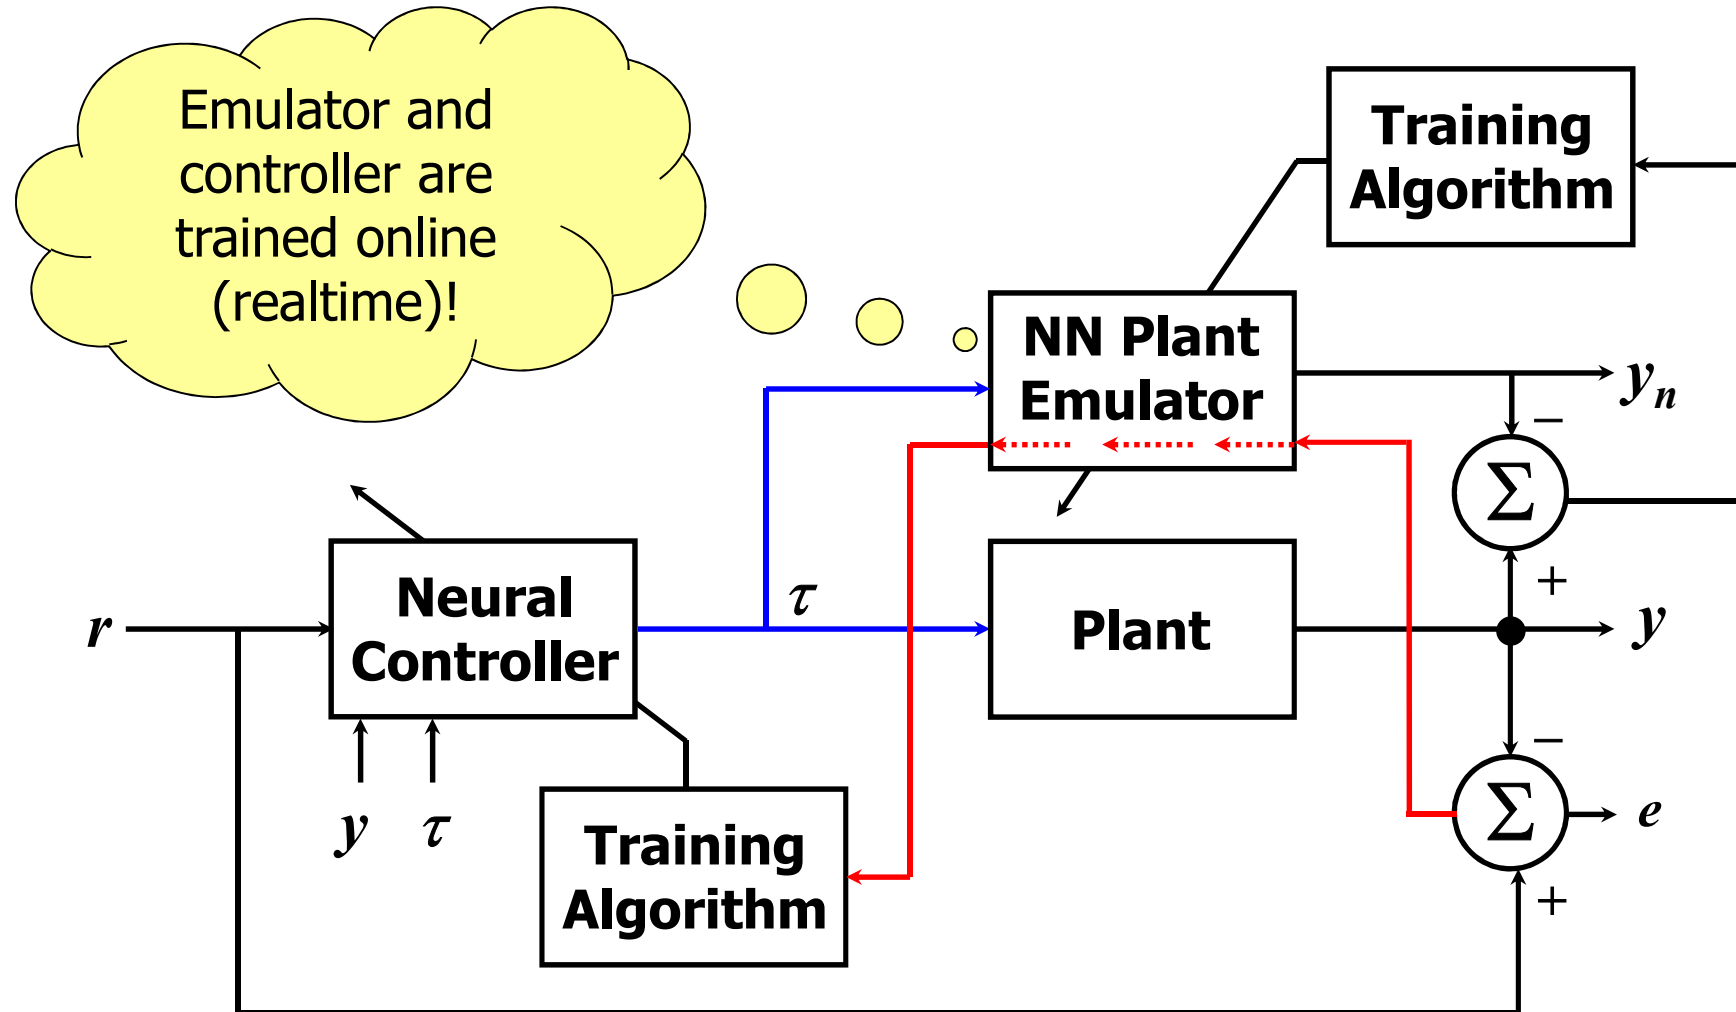 Emulator and
controller are
trained online
(realtime)!
Training
Algorithm
NN Plant
Emulator
yₙ
−
Σ
+
Neural
Controller
τ
Plant
r
y
y
τ
−
Σ
e
+
Training
Algorithm